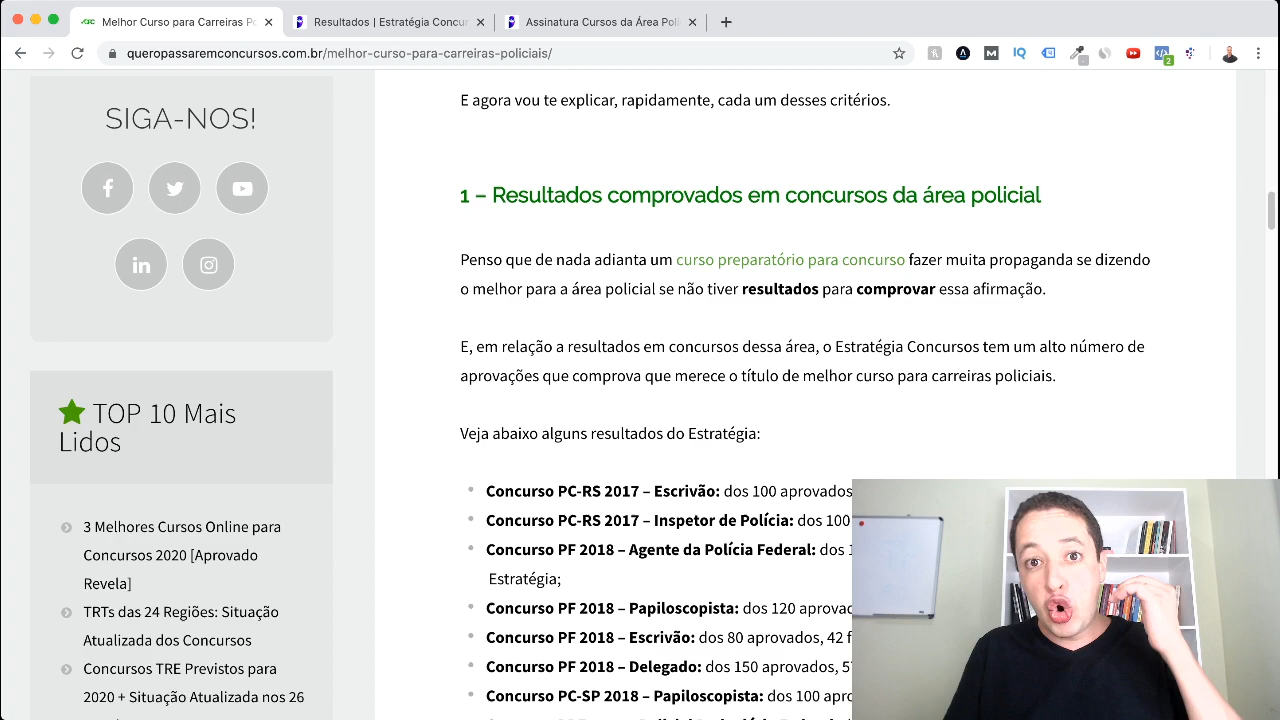 Melhor Curso para Carreiras Po
Resultados | Estratégia Concur
Assinatura Cursos da Área Poli
queropassaremconcursos.com.br/melhor-curso-para-carreiras-policiais/
M
IQ
2
SIGA-NOS!
TOP 10 Mais
Lidos
3 Melhores Cursos Online para
Concursos 2020 [Aprovado
Revela]
TRTs das 24 Regiões: Situação
Atualizada dos Concursos
Concursos TRE Previstos para
2020 + Situação Atualizada nos 26
E agora vou te explicar, rapidamente, cada um desses critérios.
1 – Resultados comprovados em concursos da área policial
Penso que de nada adianta um curso preparatório para concurso fazer muita propaganda se dizendo
o melhor para a área policial se não tiver resultados para comprovar essa afirmação.
E, em relação a resultados em concursos dessa área, o Estratégia Concursos tem um alto número de
aprovações que comprova que merece o título de melhor curso para carreiras policiais.
Veja abaixo alguns resultados do Estratégia:
Concurso PC-RS 2017 – Escrivão: dos 100 aprovados
Concurso PC-RS 2017 – Inspetor de Polícia: dos 100
Concurso PF 2018 – Agente da Polícia Federal: dos 1
Estratégia;
Concurso PF 2018 – Papiloscopista: dos 120 aprovad
Concurso PF 2018 – Escrivão: dos 80 aprovados, 42 f
Concurso PF 2018 – Delegado: dos 150 aprovados, 57
Concurso PC-SP 2018 – Papiloscopista: dos 100 apro